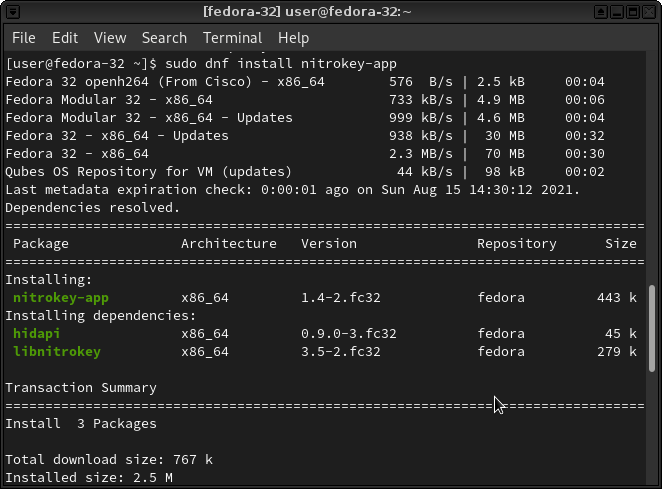 [fedora-32] user@fedora-32:~
File Edit View Search Terminal Help
[user@fedora-32 ~]$ sudo dnf install nitrokey-app
Fedora 32 openh264 (From Cisco) - x86_64        576  B/s | 2.5 kB     00:04
Fedora Modular 32 - x86_64                      733 kB/s | 4.9 MB     00:06
Fedora Modular 32 - x86_64 - Updates            999 kB/s | 4.6 MB     00:04
Fedora 32 - x86_64 - Updates                    938 kB/s |  30 MB     00:32
Fedora 32 - x86_64                              2.3 MB/s |  70 MB     00:30
Qubes OS Repository for VM (updates)             44 kB/s |  98 kB     00:02
Last metadata expiration check: 0:00:01 ago on Sun Aug 15 14:30:12 2021.
Dependencies resolved.
================================================================================
 Package              Architecture   Version               Repository      Size
================================================================================
Installing:
 nitrokey-app         x86_64         1.4-2.fc32            fedora         443 k
Installing dependencies:
 hidapi               x86_64         0.9.0-3.fc32          fedora          45 k
 libnitrokey          x86_64         3.5-2.fc32            fedora         279 k
Transaction Summary
================================================================================
Install  3 Packages
Total download size: 767 k
Installed size: 2.5 M